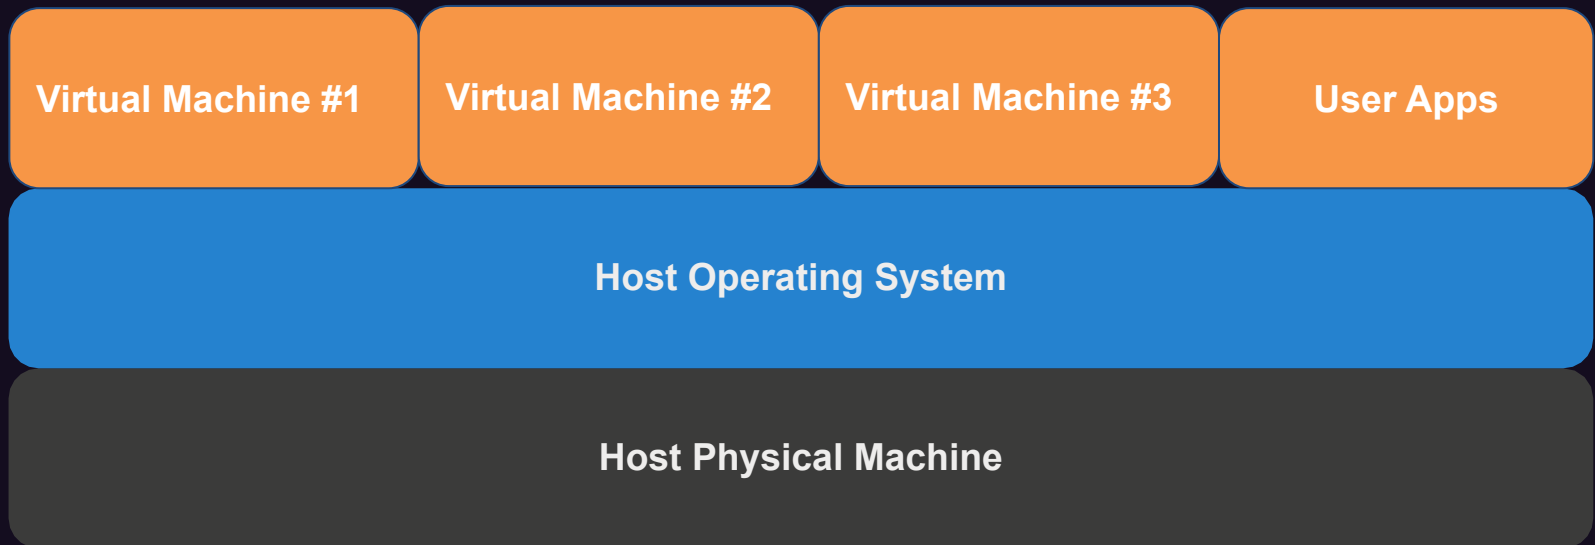 Virtual Machine #1
Virtual Machine #2
Virtual Machine #3
User Apps
Host Operating System
Host Physical Machine